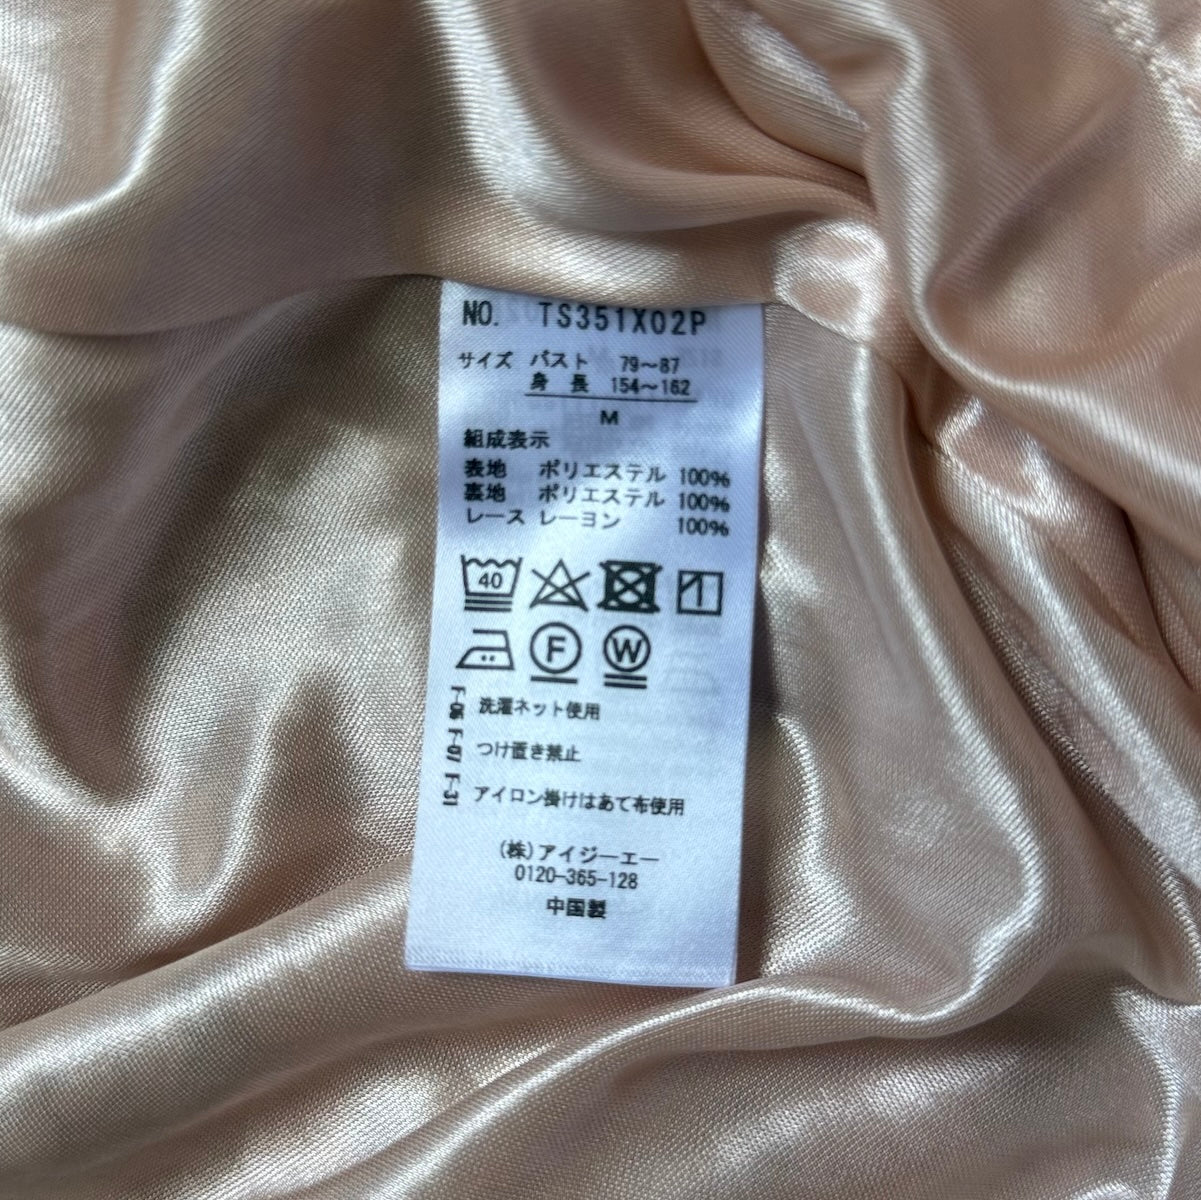 NO. TS351X02P
サイズ バスト 79～87
身 長 154～162
M
組成表示
表地 ポリエステル 100%
裏地 ポリエステル 100%
レース レーヨン 100%
40
F W
F-06 洗濯ネット使用
F-07 つけ置き禁止
F-31 アイロン掛けはあて布使用
(株)アイジーエー
0120-365-128
中国製